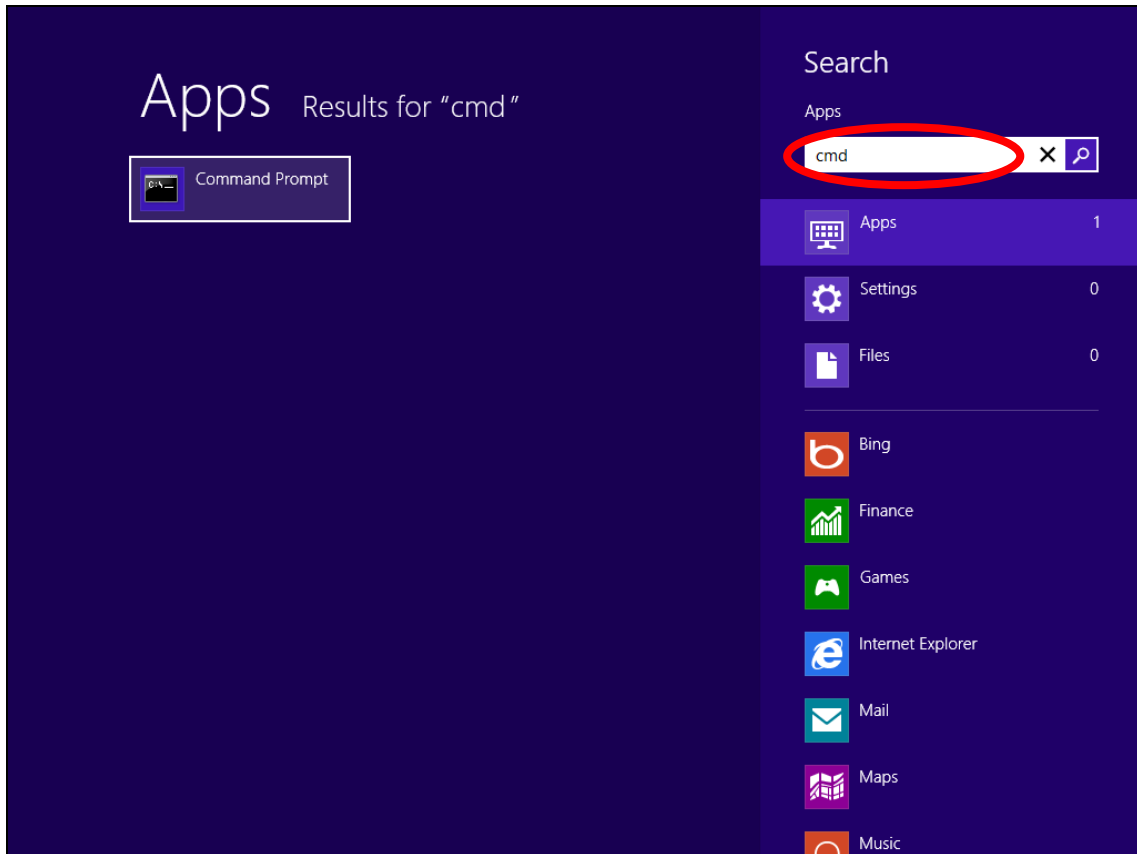 Apps Results for “cmd”
C:\_
Command Prompt
Search
Apps
cmd
Apps 1
Settings 0
Files 0
Bing
Finance
Games
Internet Explorer
Mail
Maps
Music